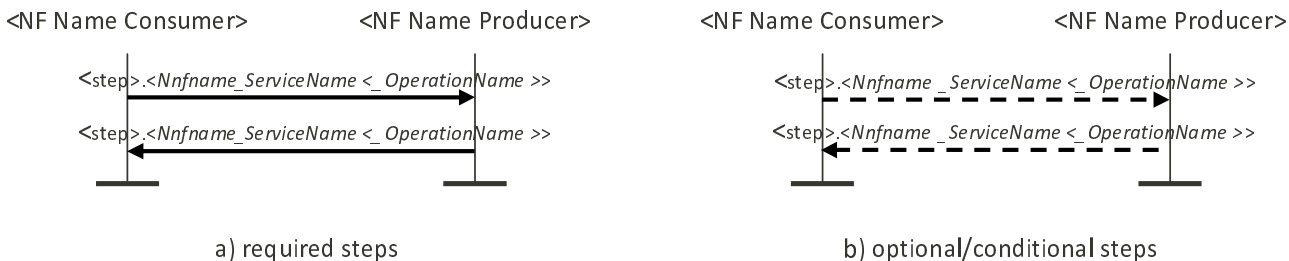 <NF Name Consumer> <NF Name Producer> <NF Name Consumer> <NF Name Producer>
<step>.<Nnfname_ServiceName <_OperationName >> <step>.<Nnfname _ServiceName <_OperationName >>
<step>.<Nnfname_ServiceName <_OperationName >> <step>.<Nnfname _ServiceName <_OperationName >>
a) required steps b) optional/conditional steps